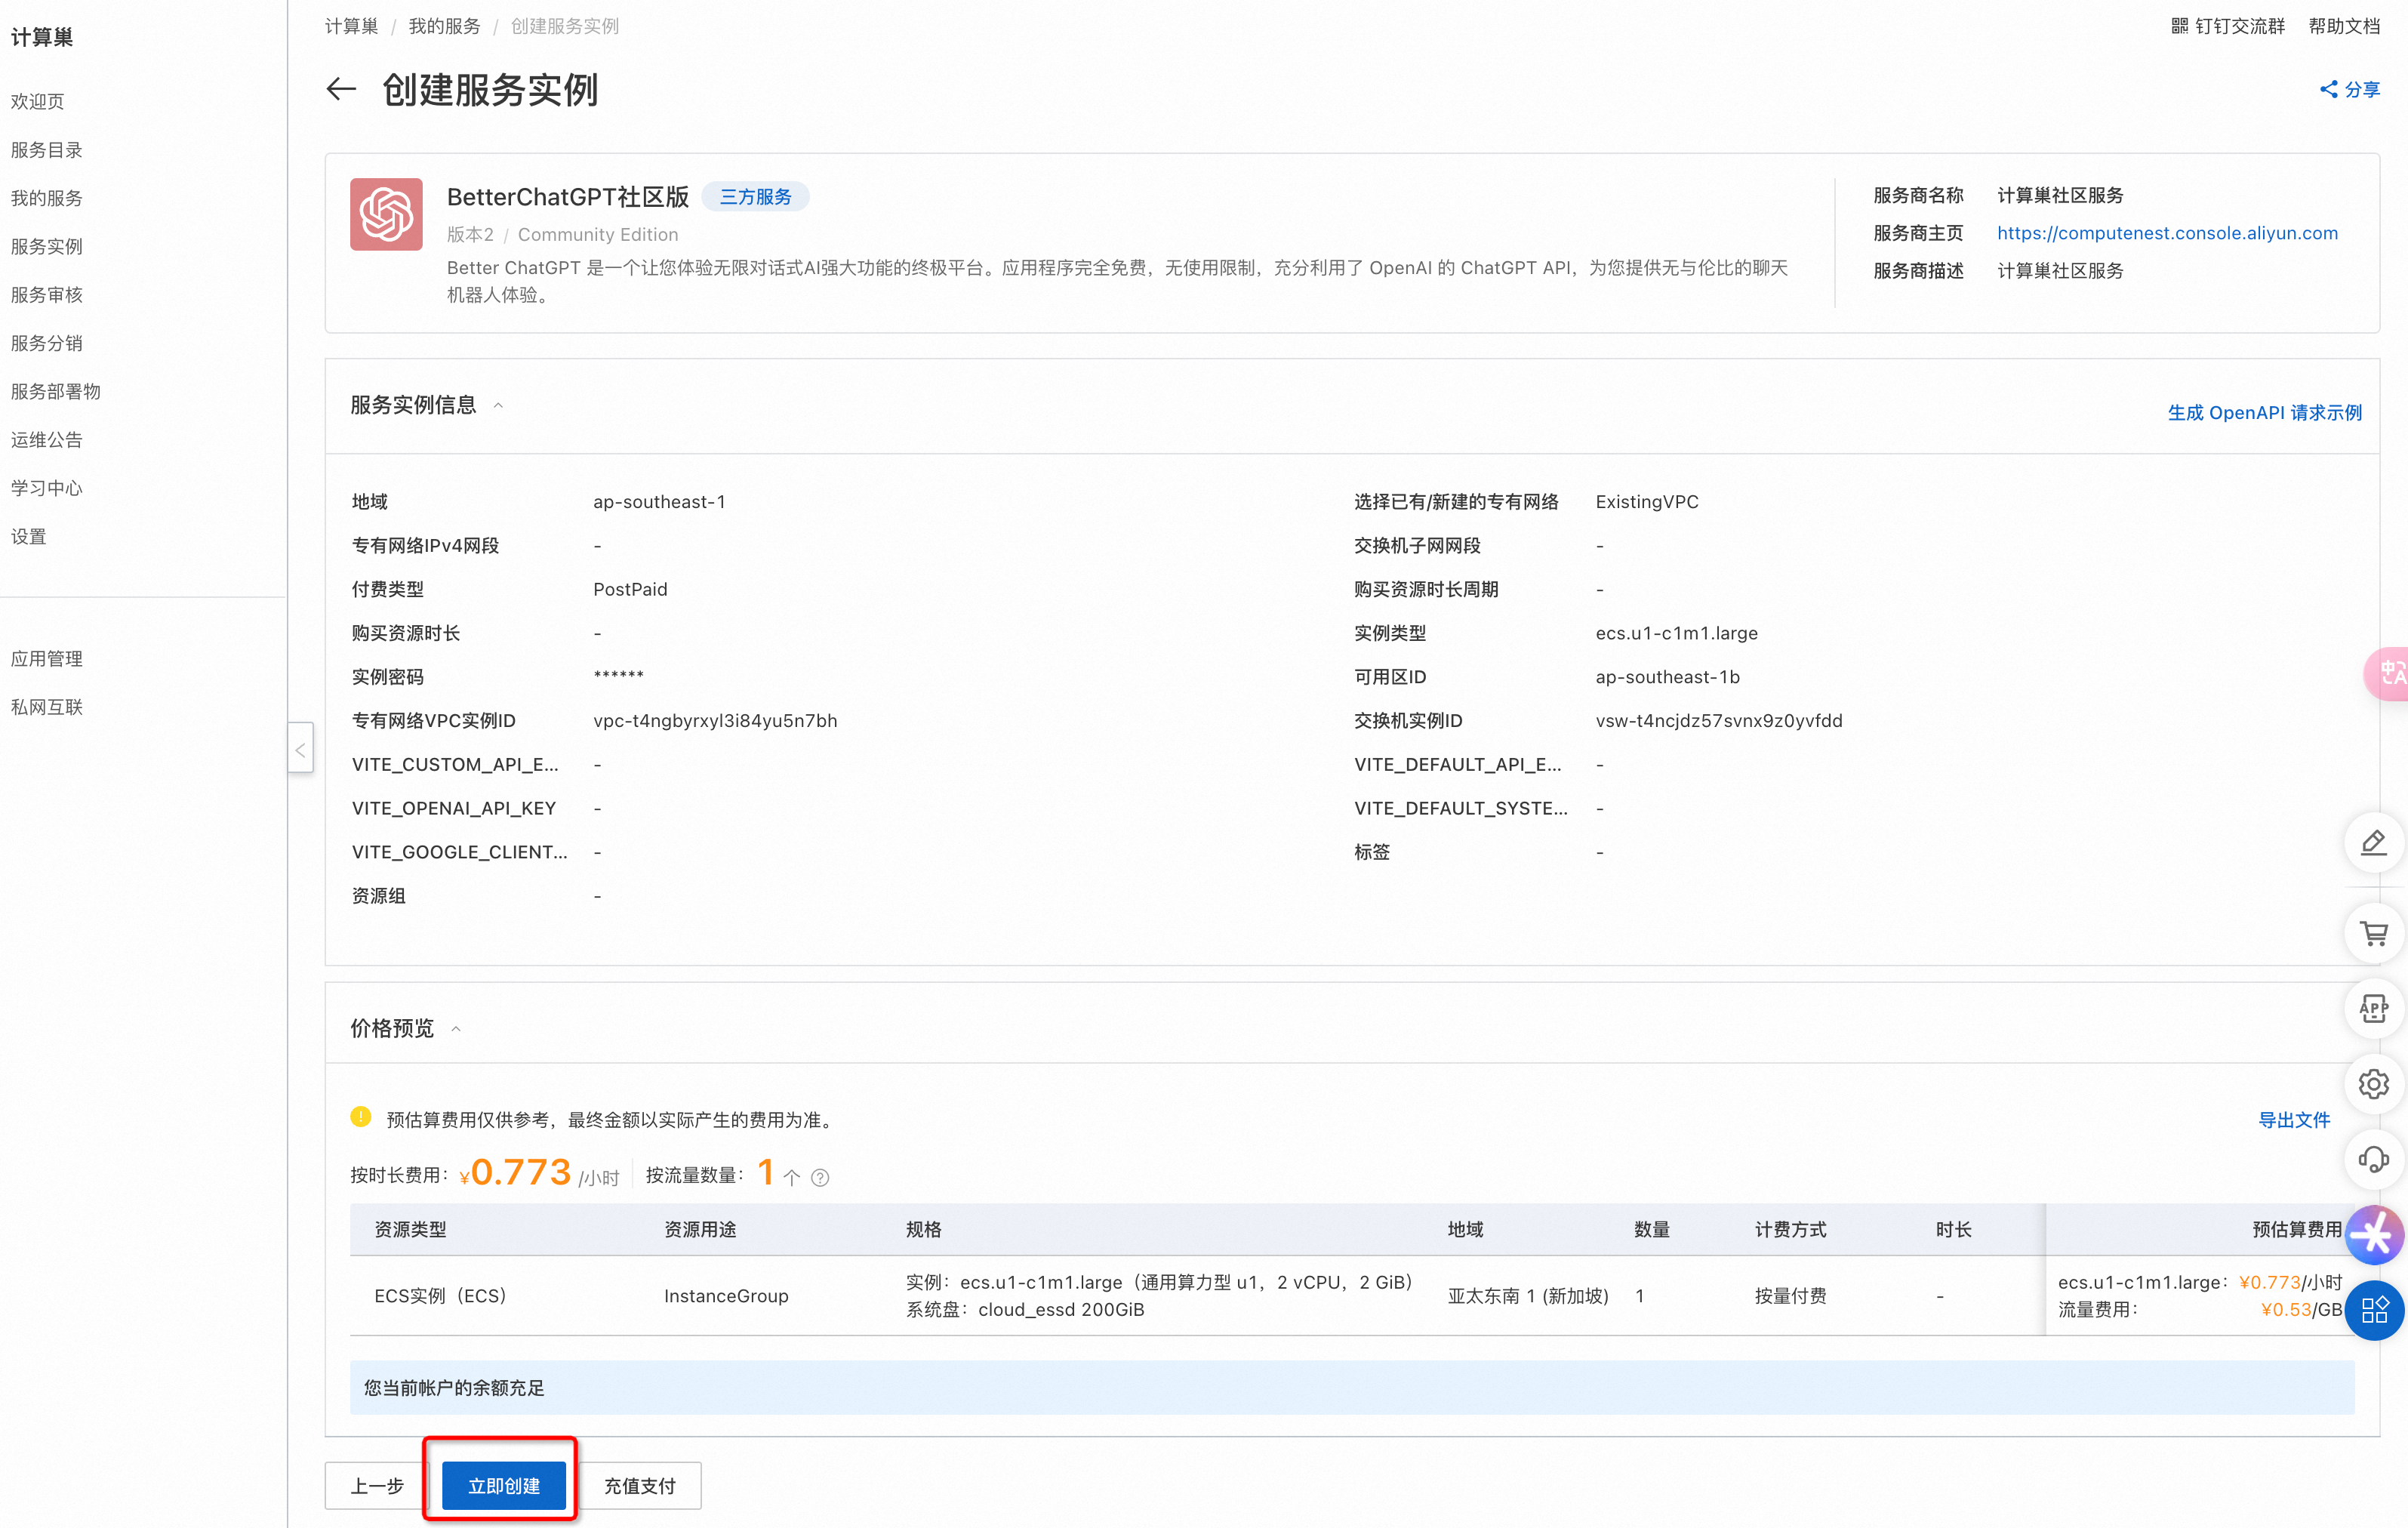 计算巢
欢迎页
服务目录
我的服务
服务实例
服务审核
服务分销
服务部署物
运维公告
学习中心
设置
应用管理
私网互联
计算巢 / 我的服务 / 创建服务实例
钉钉交流群 帮助文档
创建服务实例
分享
BetterChatGPT社区版 三方服务
版本2 / Community Edition
Better ChatGPT 是一个让您体验无限对话式AI强大功能的终极平台。应用程序完全免费，无使用限制，充分利用了 OpenAI 的 ChatGPT API，为您提供无与伦比的聊天
机器人体验。
服务商名称 计算巢社区服务
服务商主页 https://computenest.console.aliyun.com
服务商描述 计算巢社区服务
服务实例信息
生成 OpenAPI 请求示例
地域 ap-southeast-1 选择已有/新建的专有网络 ExistingVPC
专有网络IPv4网段 - 交换机子网网段 -
付费类型 PostPaid 购买资源时长周期 -
购买资源时长 - 实例类型 ecs.u1-c1m1.large
实例密码 ****** 可用区ID ap-southeast-1b
专有网络VPC实例ID vpc-t4ngbyrxyl3i84yu5n7bh 交换机实例ID vsw-t4ncjdz57svnx9z0yvfdd
VITE_CUSTOM_API_E... - VITE_DEFAULT_API_E... -
VITE_OPENAI_API_KEY - VITE_DEFAULT_SYSTE... -
VITE_GOOGLE_CLIENT... - 标签 -
资源组 -
价格预览
预估算费用仅供参考，最终金额以实际产生的费用为准。
导出文件
按时长费用：¥0.773 /小时 按流量数量：1 个
资源类型 资源用途 规格 地域 数量 计费方式 时长 预估算费用
ECS实例（ECS） InstanceGroup 实例：ecs.u1-c1m1.large（通用算力型 u1，2 vCPU，2 GiB） 亚太东南 1 (新加坡) 1 按量付费 - ecs.u1-c1m1.large：¥0.773/小时
系统盘：cloud_essd 200GiB 流量费用：¥0.53/GB
您当前帐户的余额充足
上一步 立即创建 充值支付
中
A
APP